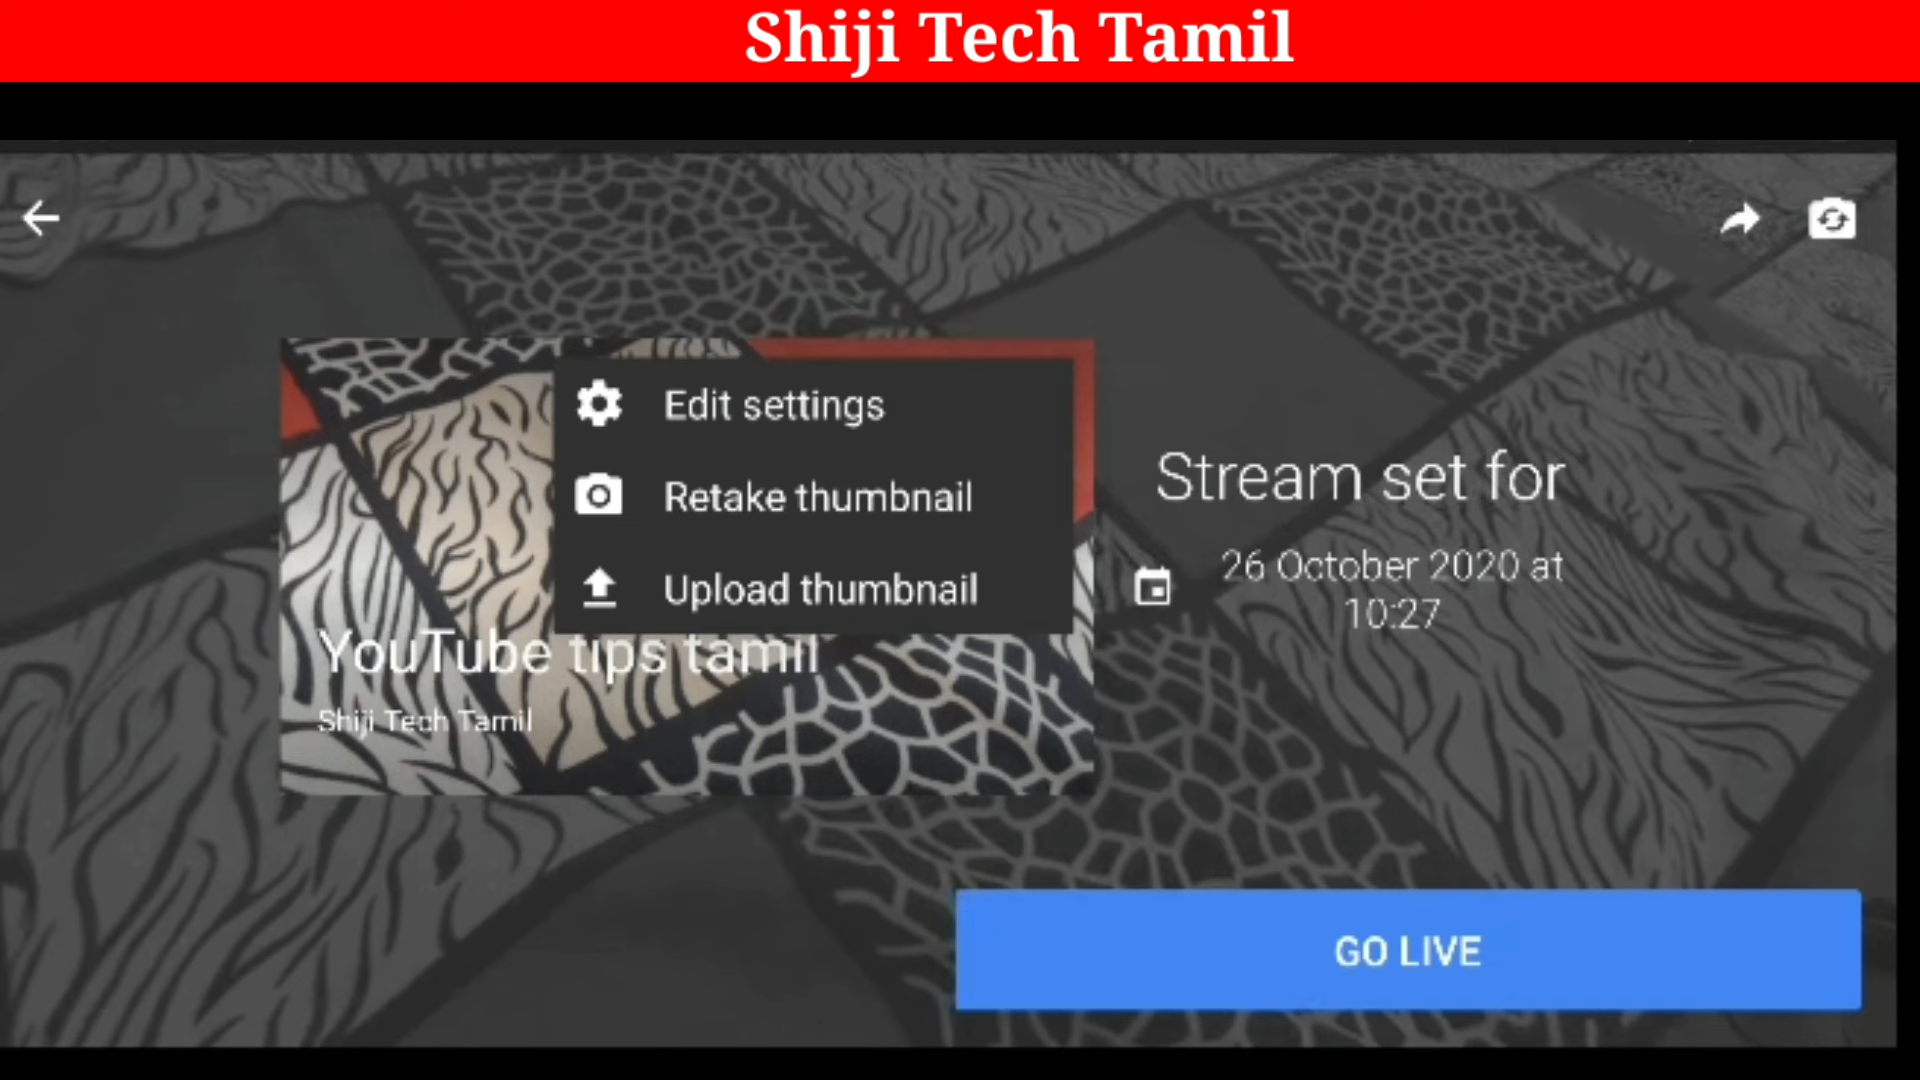 Shiji Tech Tamil
Edit settings
Retake thumbnail
Upload thumbnail
YouTube tips tamil
Shiji Tech Tamil
Stream set for
26 October 2020 at
10:27
GO LIVE